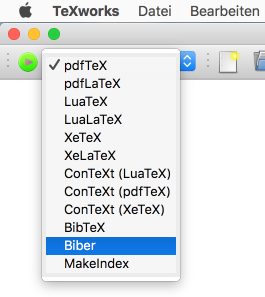 TeXworks Datei Bearbeiten
✓ pdfTeX
pdfLaTeX
LuaTeX
LuaLaTeX
XeTeX
XeLaTeX
ConTeXt (LuaTeX)
ConTeXt (pdfTeX)
ConTeXt (XeTeX)
BibTeX
Biber
MakeIndex